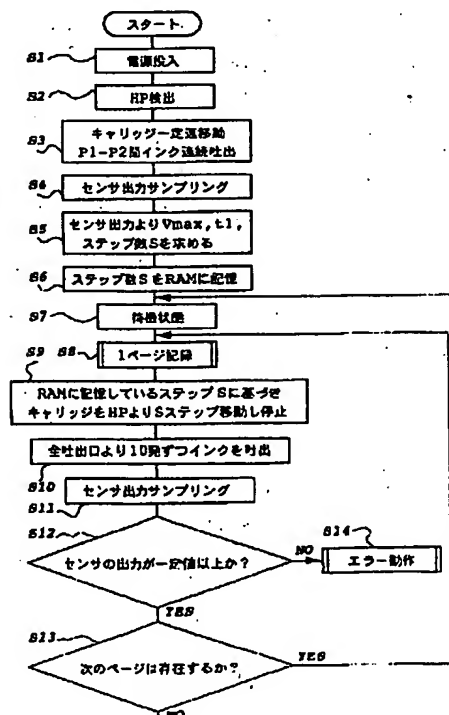 スタート
S1
電源投入
S2
HP検出
S3
キャリッジ一定速移動
P1-P2間インク連続吐出
S4
センサ出力サンプリング
S5
センサ出力よりVmax, t1,
ステップ数Sを求める
S6
ステップ数SをRAMに記憶
S7
待機状態
S9
S8
1ページ記録
RAMに記憶しているステップSに基づき
キャリッジをHPよりSステップ移動し停止
全吐出口より10発ずつインクを吐出
S10
センサ出力サンプリング
S11
S12
センサの出力が一定値以上か?
NO
S14
エラー動作
YES
S13
次のページは存在するか?
YES
NO